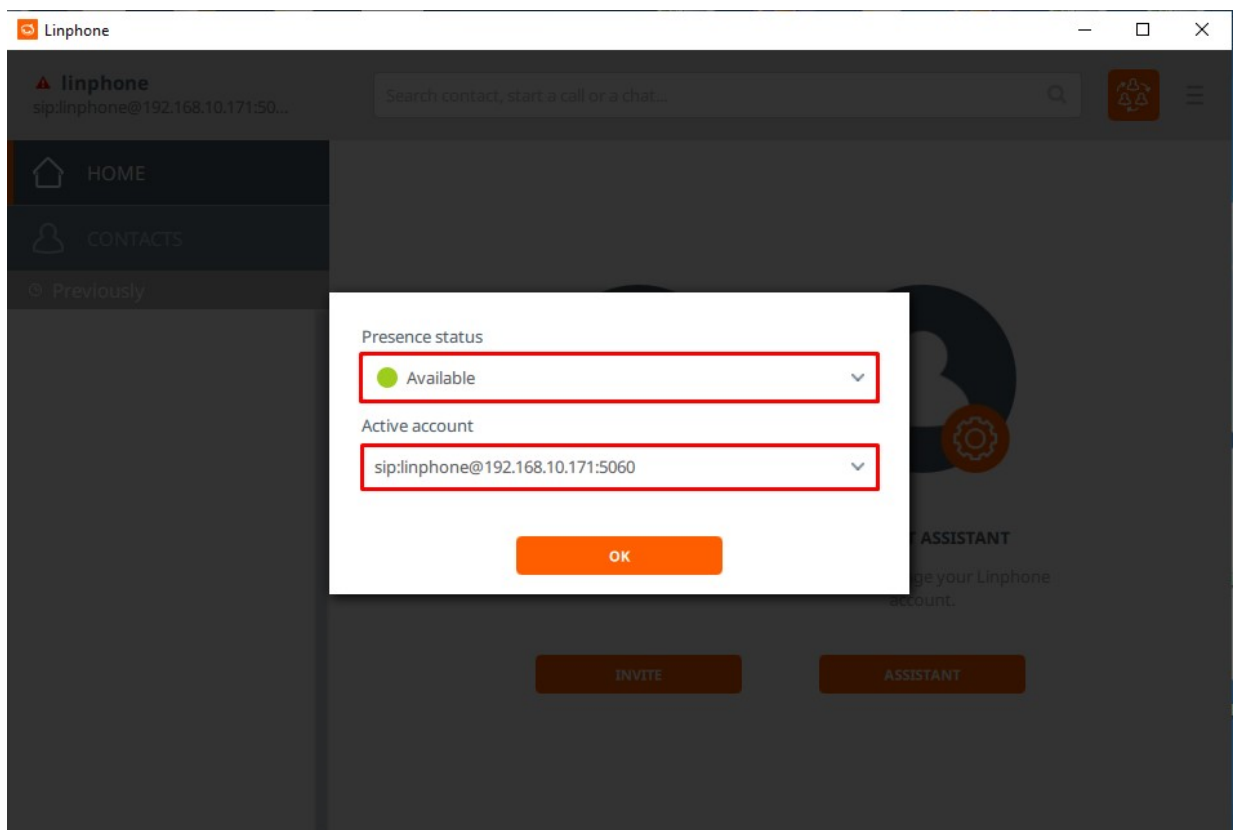 Linphone
linphone
sip:linphone@192.168.10.171:50...
Search contact, start a call or a chat...
HOME
CONTACTS
Previously
Presence status
Available
Active account
sip:linphone@192.168.10.171:5060
OK
T ASSISTANT
ge your Linphone
account.
INVITE
ASSISTANT